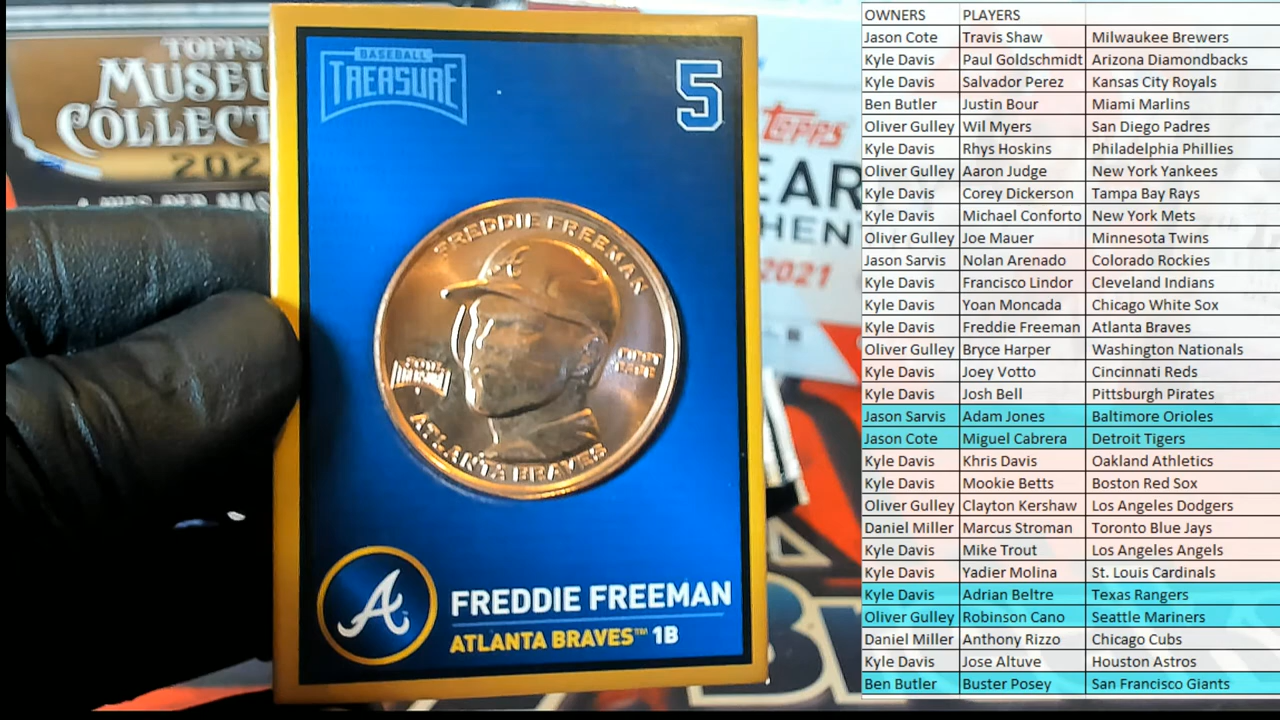 TOPPS
MUSEU
COLLECT
202
BASEBALL
TREASURE
5
FREDDIE FREEMAN
ATLANTA BRAVES
A
FREDDIE FREEMAN
ATLANTA BRAVES™ 1B
TOPPS
EAR
HEN
2021
OWNERS PLAYERS
Jason Cote Travis Shaw Milwaukee Brewers
Kyle Davis Paul Goldschmidt Arizona Diamondbacks
Kyle Davis Salvador Perez Kansas City Royals
Ben Butler Justin Bour Miami Marlins
Oliver Gulley Wil Myers San Diego Padres
Kyle Davis Rhys Hoskins Philadelphia Phillies
Oliver Gulley Aaron Judge New York Yankees
Kyle Davis Corey Dickerson Tampa Bay Rays
Kyle Davis Michael Conforto New York Mets
Oliver Gulley Joe Mauer Minnesota Twins
Jason Sarvis Nolan Arenado Colorado Rockies
Kyle Davis Francisco Lindor Cleveland Indians
Kyle Davis Yoan Moncada Chicago White Sox
Kyle Davis Freddie Freeman Atlanta Braves
Oliver Gulley Bryce Harper Washington Nationals
Kyle Davis Joey Votto Cincinnati Reds
Kyle Davis Josh Bell Pittsburgh Pirates
Jason Sarvis Adam Jones Baltimore Orioles
Jason Cote Miguel Cabrera Detroit Tigers
Kyle Davis Khris Davis Oakland Athletics
Kyle Davis Mookie Betts Boston Red Sox
Oliver Gulley Clayton Kershaw Los Angeles Dodgers
Daniel Miller Marcus Stroman Toronto Blue Jays
Kyle Davis Mike Trout Los Angeles Angels
Kyle Davis Yadier Molina St. Louis Cardinals
Kyle Davis Adrian Beltre Texas Rangers
Oliver Gulley Robinson Cano Seattle Mariners
Daniel Miller Anthony Rizzo Chicago Cubs
Kyle Davis Jose Altuve Houston Astros
Ben Butler Buster Posey San Francisco Giants